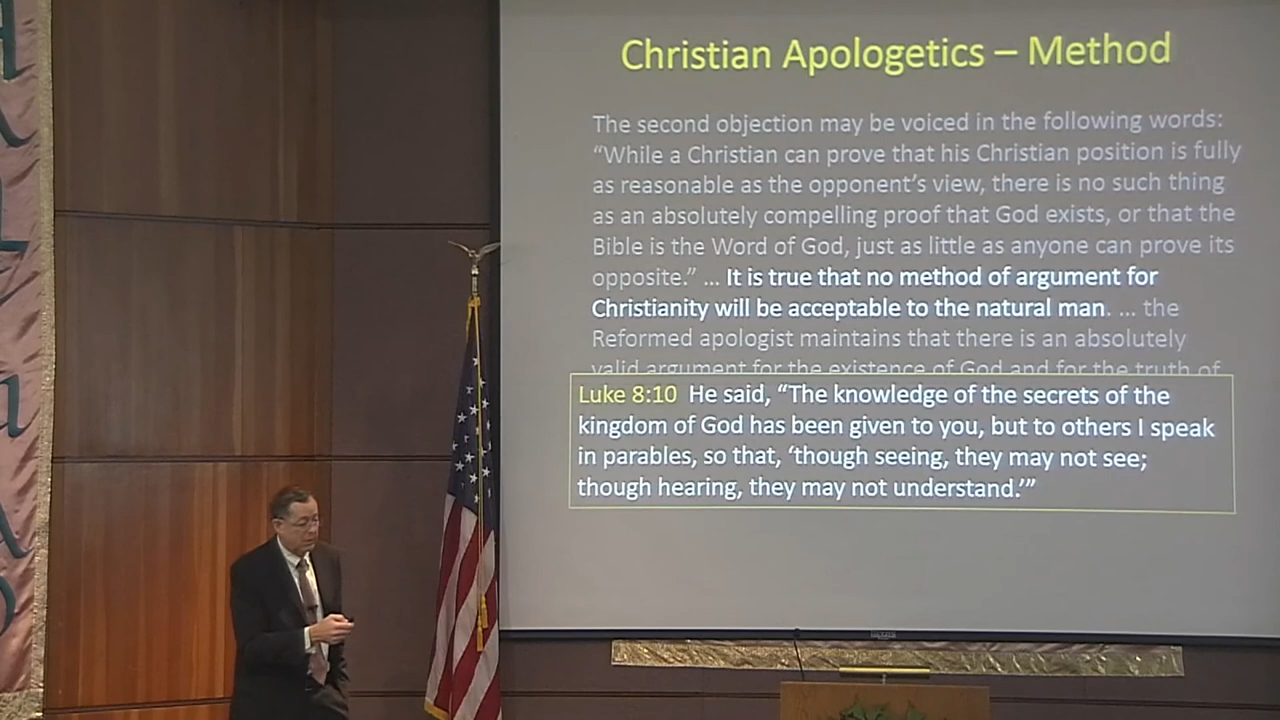 Christian Apologetics – Method
The second objection may be voiced in the following words:
“While a Christian can prove that his Christian position is fully
as reasonable as the opponent’s view, there is no such thing
as an absolutely compelling proof that God exists, or that the
Bible is the Word of God, just as little as anyone can prove its
opposite.” … It is true that no method of argument for
Christianity will be acceptable to the natural man. … the
Reformed apologist maintains that there is an absolutely
valid argument for the existence of God and for the truth of
Luke 8:10 He said, “The knowledge of the secrets of the
kingdom of God has been given to you, but to others I speak
in parables, so that, ‘though seeing, they may not see;
though hearing, they may not understand.’”